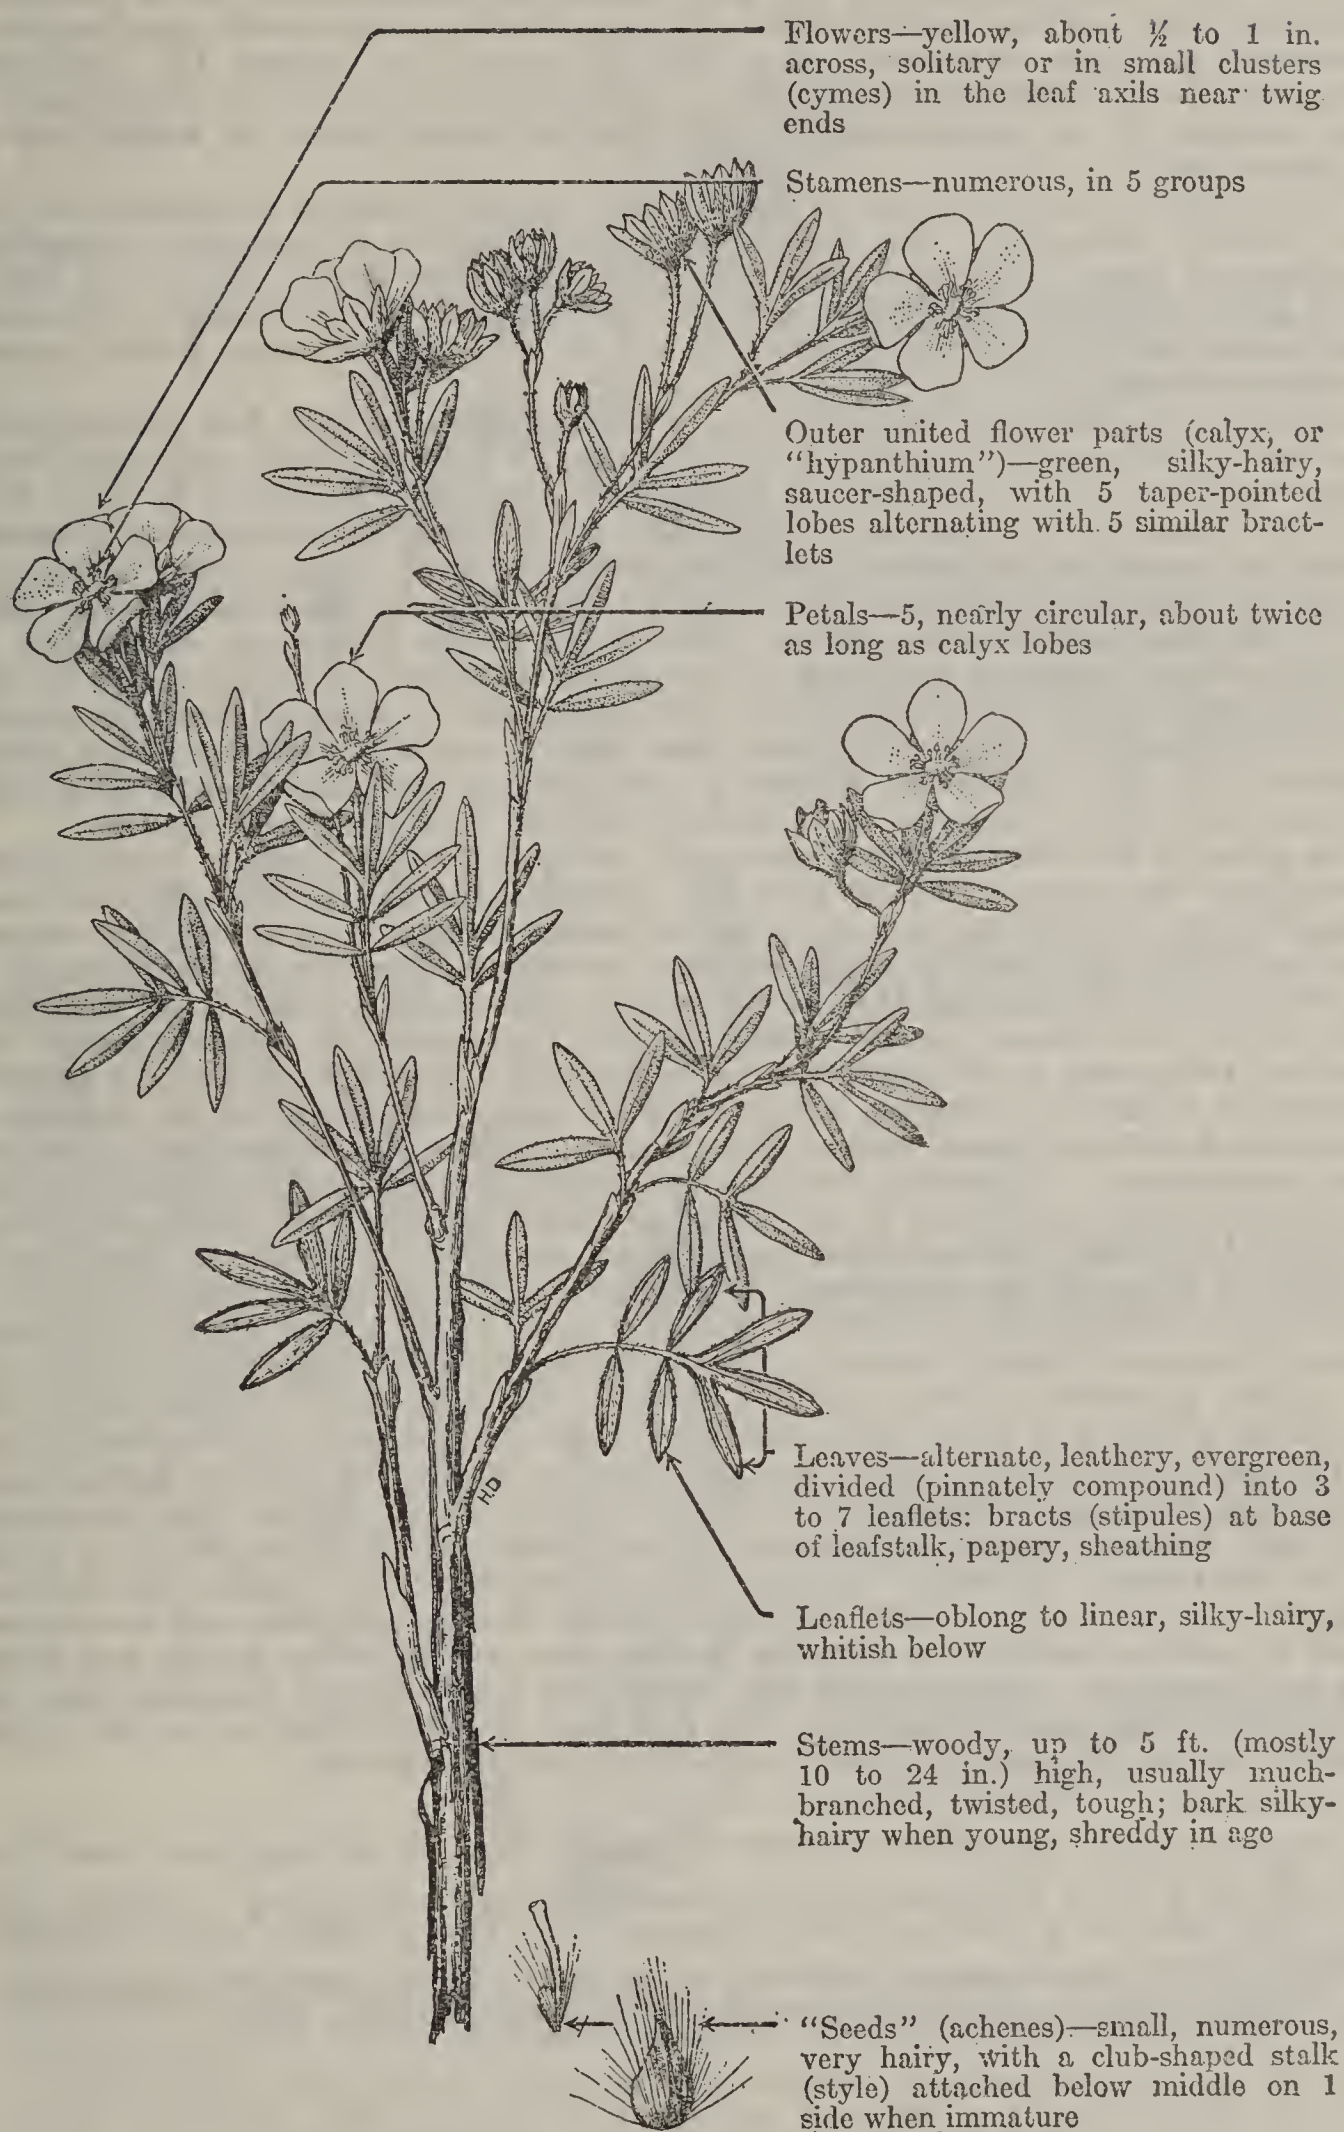 Flowers—yellow, about ½ to 1 in.
across, solitary or in small clusters
(cymes) in the leaf axils near twig
ends
Stamens—numerous, in 5 groups
Outer united flower parts (calyx, or
“hypanthium”)—green, silky-hairy,
saucer-shaped, with 5 taper-pointed
lobes alternating with 5 similar bract-
lets
Petals—5, nearly circular, about twice
as long as calyx lobes
H.D
Leaves—alternate, leathery, evergreen,
divided (pinnately compound) into 3
to 7 leaflets: bracts (stipules) at base
of leafstalk, papery, sheathing
Leaflets—oblong to linear, silky-hairy,
whitish below
Stems—woody, up to 5 ft. (mostly
10 to 24 in.) high, usually much-
branched, twisted, tough; bark silky-
hairy when young, shreddy in age
“Seeds” (achenes)—small, numerous,
very hairy, with a club-shaped stalk
(style) attached below middle on 1
side when immature